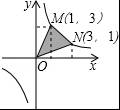 y
M(1, 3)
N(3, 1)
O
x